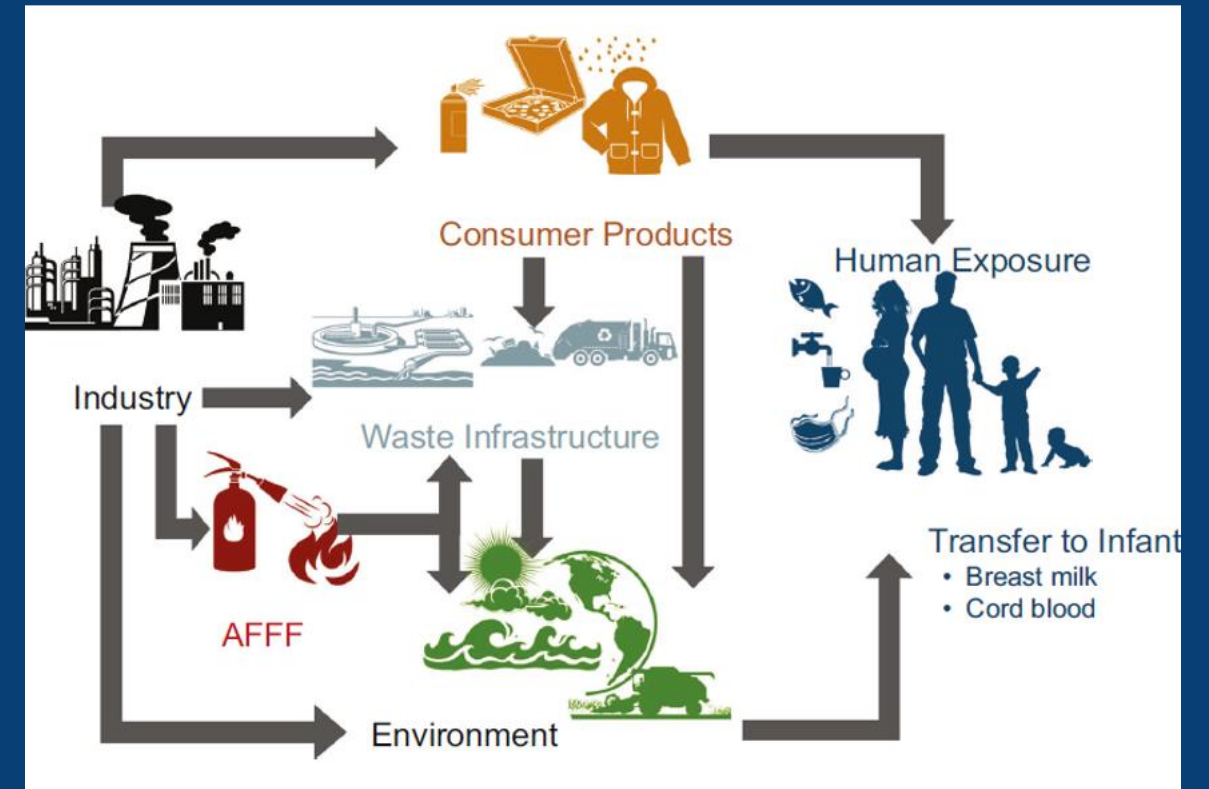 Consumer Products
Human Exposure
Industry
Waste Infrastructure
Transfer to Infant
• Breast milk
• Cord blood
AFFF
Environment